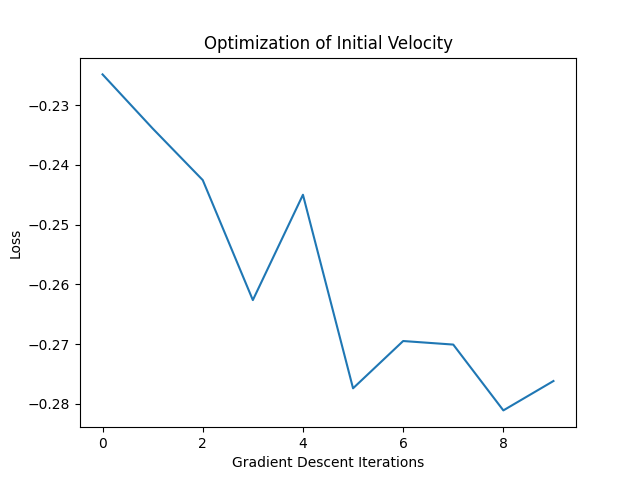 Optimization of Initial Velocity
Loss
−0.23
−0.24
−0.25
−0.26
−0.27
−0.28
0 2 4 6 8
Gradient Descent Iterations